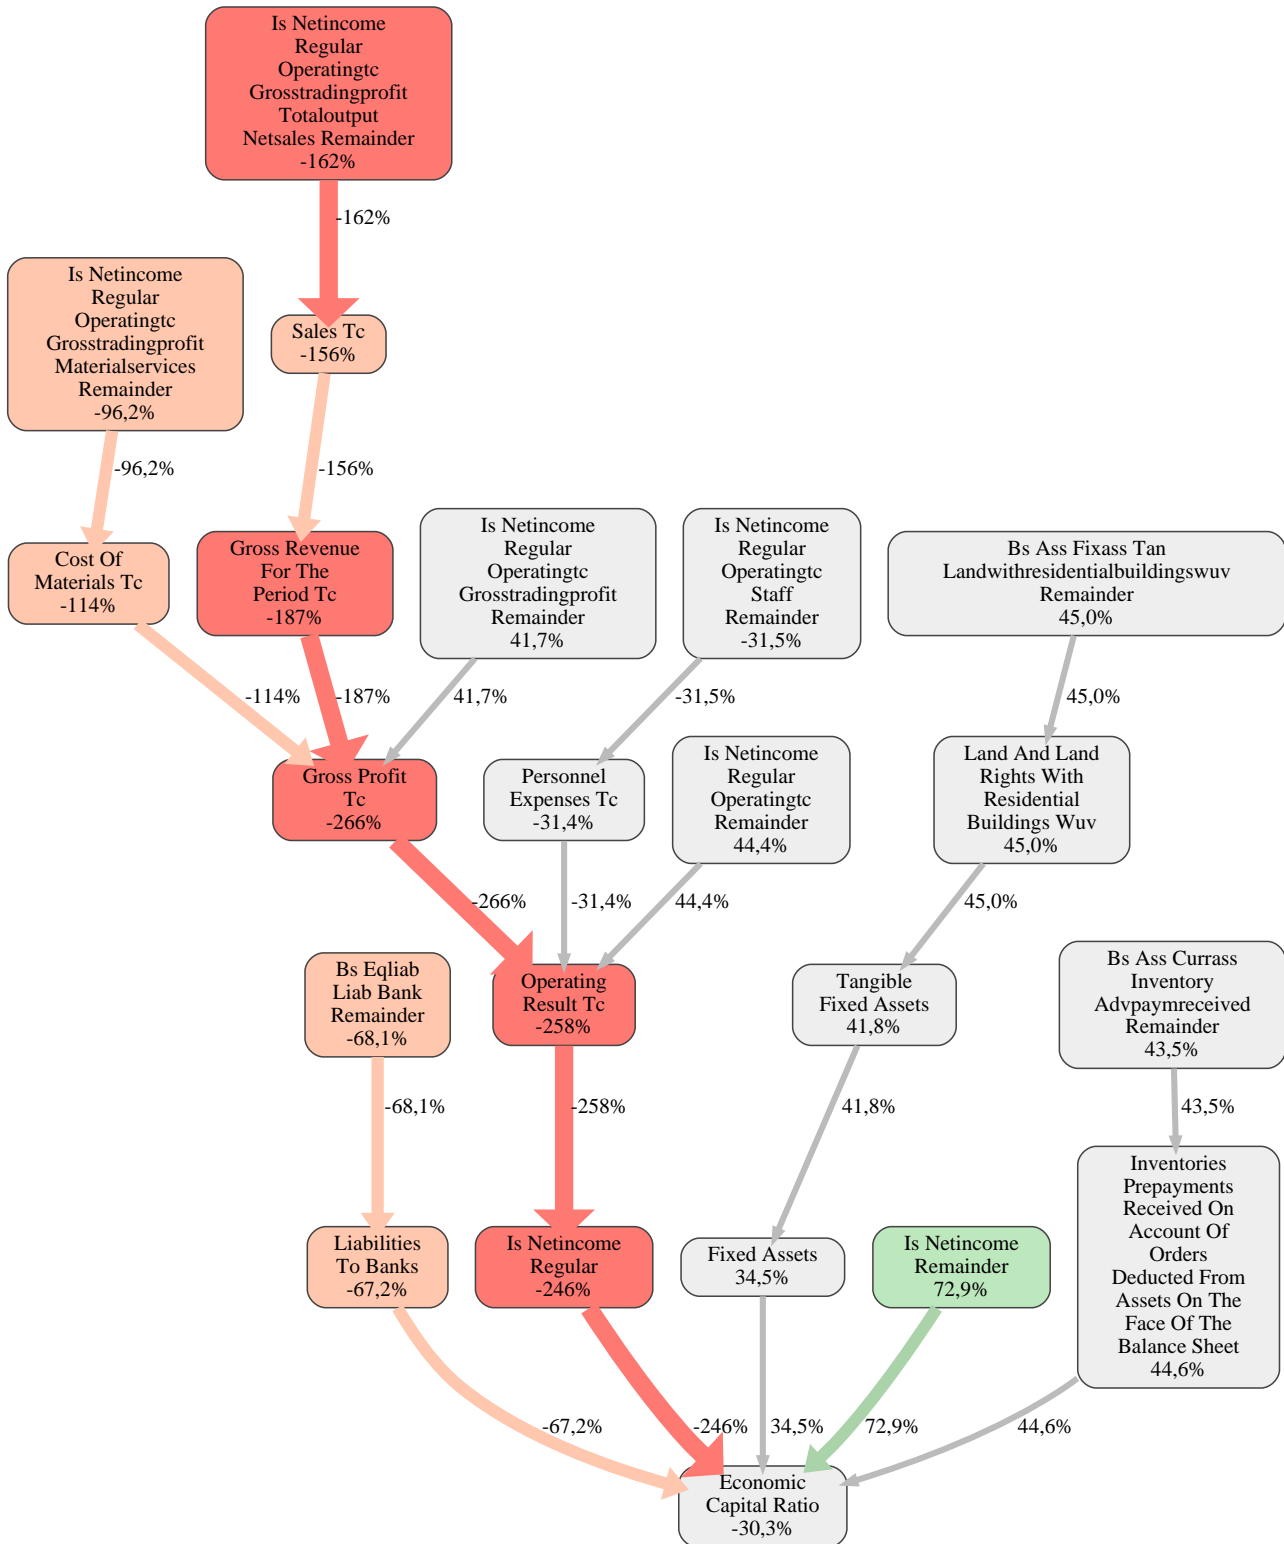 Is Netincome
Regular
Operatingtc
Grosstradingprofit
Totaloutput
Netsales Remainder
-162%
-162%
Is Netincome
Regular
Operatingtc
Grosstradingprofit
Materialservices
Remainder
-96,2%
Sales Tc
-156%
-96,2%
-156%
Cost Of
Materials Tc
-114%
Gross Revenue
For The
Period Tc
-187%
Is Netincome
Regular
Operatingtc
Grosstradingprofit
Remainder
41,7%
Is Netincome
Regular
Operatingtc
Staff
Remainder
-31,5%
Bs Ass Fixass Tan
Landwithresidentialbuildingswuv
Remainder
45,0%
-114%
-187%
41,7%
-31,5%
45,0%
Gross Profit
Tc
-266%
Personnel
Expenses Tc
-31,4%
Is Netincome
Regular
Operatingtc
Remainder
44,4%
Land And Land
Rights With
Residential
Buildings Wuv
45,0%
-266%
-31,4%
44,4%
45,0%
Bs Eqliab
Liab Bank
Remainder
-68,1%
Operating
Result Tc
-258%
Tangible
Fixed Assets
41,8%
Bs Ass Currass
Inventory
Advpaymreceived
Remainder
43,5%
-68,1%
-258%
41,8%
43,5%
Liabilities
To Banks
-67,2%
Is Netincome
Regular
-246%
Fixed Assets
34,5%
Is Netincome
Remainder
72,9%
Inventories
Prepayments
Received On
Account Of
Orders
Deducted From
Assets On The
Face Of The
Balance Sheet
44,6%
-67,2%
-246%
34,5%
72,9%
44,6%
Economic
Capital Ratio
-30,3%